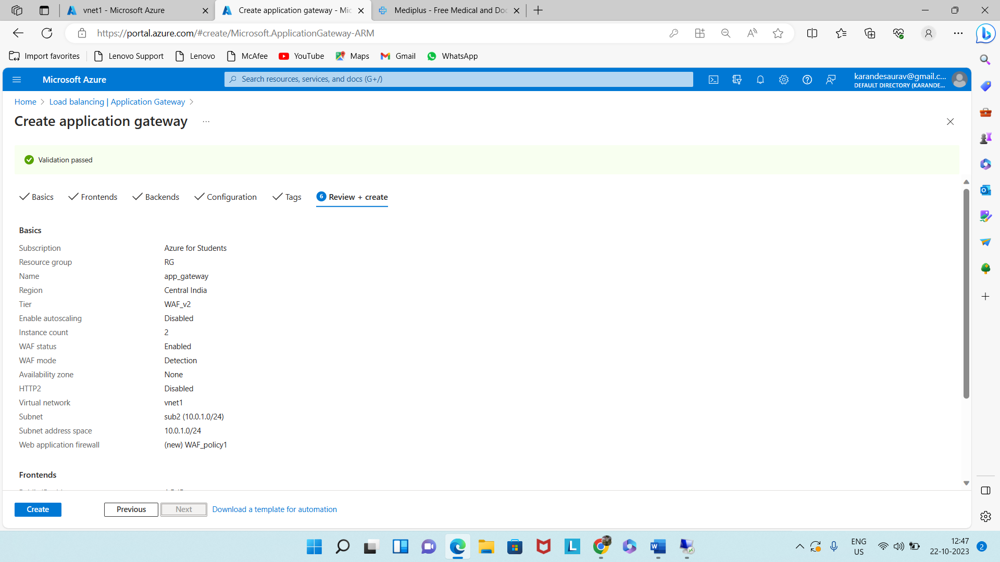 vnet1 - Microsoft Azure
Create application gateway - Mic
Mediplus - Free Medical and Doc
https://portal.azure.com/#create/Microsoft.ApplicationGateway-ARM
Import favorites
Lenovo Support
Lenovo
McAfee
YouTube
Maps
Gmail
WhatsApp
Microsoft Azure
Search resources, services, and docs (G+/)
karandesaurav@gmail.c...
DEFAULT DIRECTORY (KARANDE...
Home > Load balancing | Application Gateway >
Create application gateway ...
Validation passed
Basics
Frontends
Backends
Configuration
Tags
6 Review + create
Basics
Subscription Azure for Students
Resource group RG
Name app_gateway
Region Central India
Tier WAF_v2
Enable autoscaling Disabled
Instance count 2
WAF status Enabled
WAF mode Detection
Availability zone None
HTTP2 Disabled
Virtual network vnet1
Subnet sub2 (10.0.1.0/24)
Subnet address space 10.0.1.0/24
Web application firewall (new) WAF_policy1
Frontends
Create
Previous
Next
Download a template for automation
ENG
US
12:47
22-10-2023
2